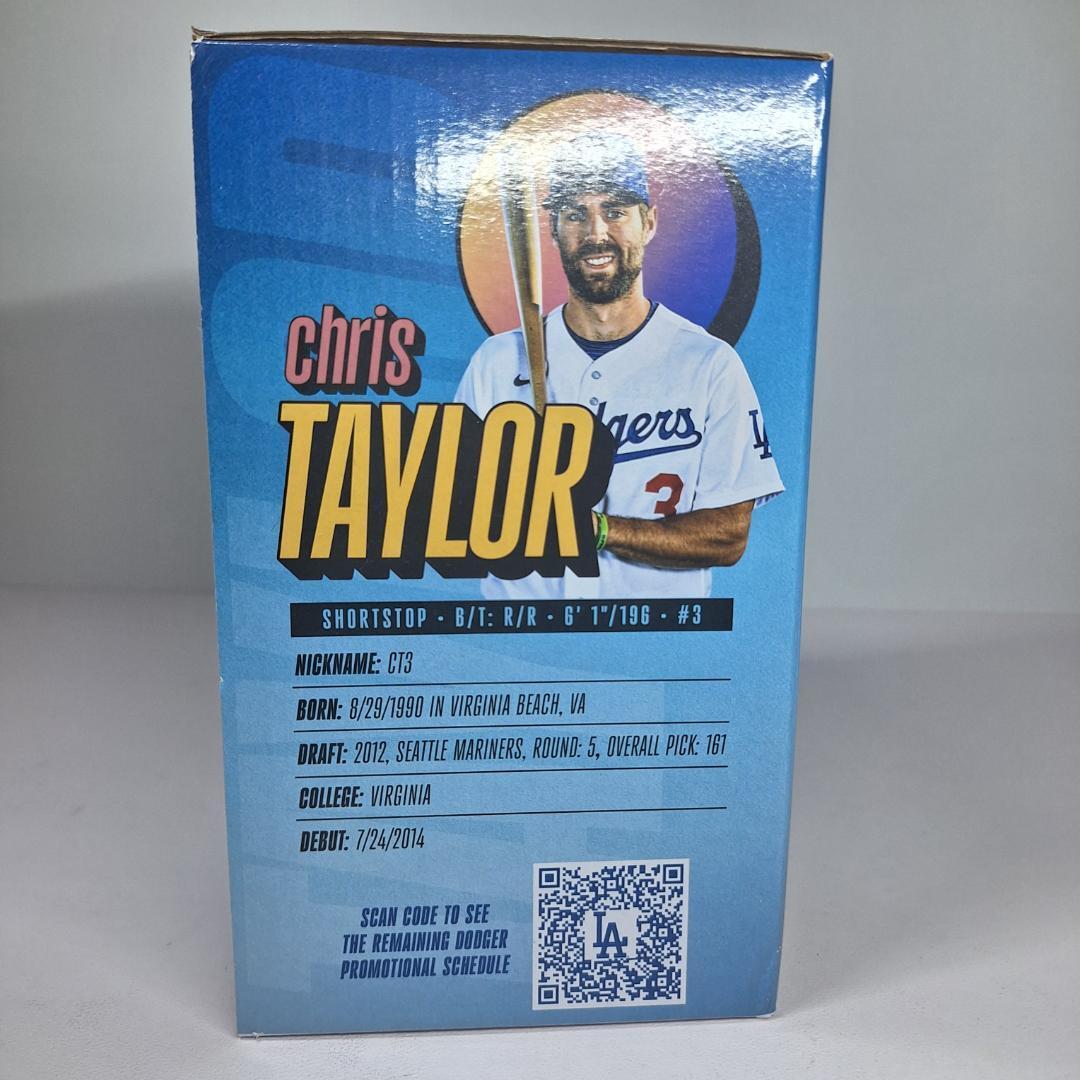 chris
TAYLOR
gers
3
LA
SHORTSTOP • B/T: R/R • 6' 1"/196 • #3
NICKNAME: CT3
BORN: 8/29/1990 IN VIRGINIA BEACH, VA
DRAFT: 2012, SEATTLE MARINERS, ROUND: 5, OVERALL PICK: 161
COLLEGE: VIRGINIA
DEBUT: 7/24/2014
SCAN CODE TO SEE
THE REMAINING DODGER
PROMOTIONAL SCHEDULE
LA